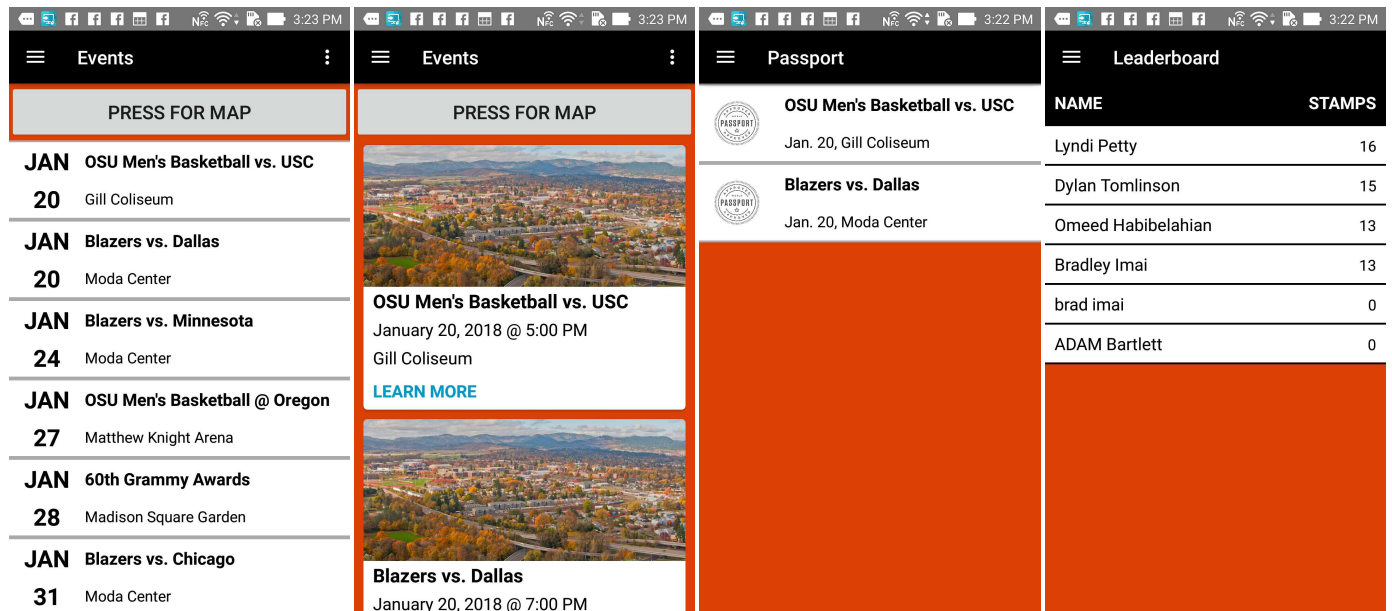 3:23 PM
Events
PRESS FOR MAP
JAN 20
OSU Men's Basketball vs. USC
Gill Coliseum
JAN 20
Blazers vs. Dallas
Moda Center
JAN 24
Blazers vs. Minnesota
Moda Center
JAN 27
OSU Men's Basketball @ Oregon
Matthew Knight Arena
JAN 28
60th Grammy Awards
Madison Square Garden
JAN 31
Blazers vs. Chicago
Moda Center
NFC
3:23 PM
Events
PRESS FOR MAP
OSU Men's Basketball vs. USC
January 20, 2018 @ 5:00 PM
Gill Coliseum
LEARN MORE
Blazers vs. Dallas
January 20, 2018 @ 7:00 PM
NFC
3:22 PM
Passport
PASSPORT
OSU Men's Basketball vs. USC
Jan. 20, Gill Coliseum
PASSPORT
Blazers vs. Dallas
Jan. 20, Moda Center
NFC
3:22 PM
Leaderboard
NAME STAMPS
Lyndi Petty 16
Dylan Tomlinson 15
Omeed Habibelahian 13
Bradley Imai 13
brad imai 0
ADAM Bartlett 0